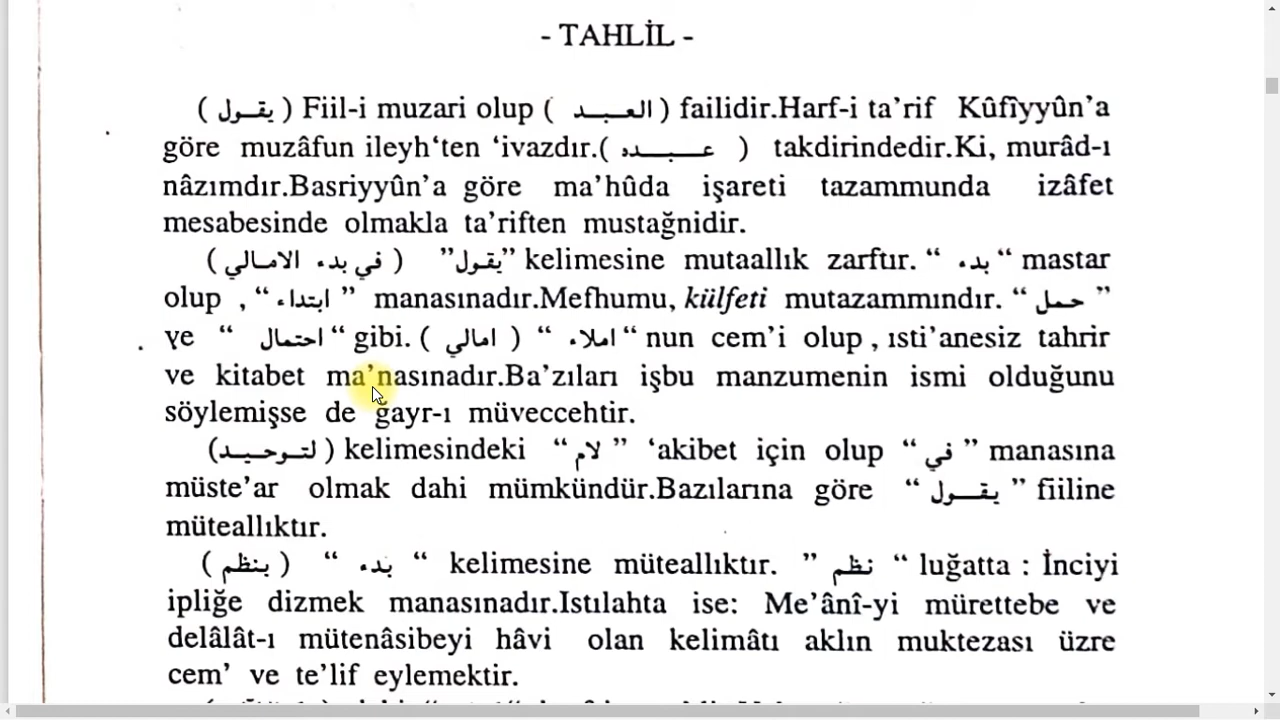 - TAHLİL -
( يقول ) Fiil-i muzari olup ( العبد ) failidir.Harf-i ta'rif Kûfîyyûn'a
göre muzâfun ileyh‘ten ‘ivazdır.( عبده ) takdirindedir.Ki, murâd-ı
nâzımdır.Basriyyûn'a göre ma'hûda işareti tazammunda izâfet
mesabesinde olmakla ta'riften mustağnidir.
( في بدء الامالي ) ”يقول” kelimesine mutaallık zarftır. “ بدء “ mastar
olup , “ ابتداء ” manasınadır.Mefhumu, külfeti mutazammındır. “ حمل ”
ve “ احتمال “ gibi. ( امالي ) “ املاء “ nun cem'i olup , ısti'anesiz tahrir
ve kitabet ma'nasınadır.Ba'zıları işbu manzumenin ismi olduğunu
söylemişse de ğayr-ı müveccehtir.
(لتوحيد ) kelimesindeki “ لام ” ‘akibet için olup “ في ” manasına
müste'ar olmak dahi mümkündür.Bazılarına göre “ يقول ” fiiline
müteallıktır.
( بنظم ) “ بدء “ kelimesine müteallıktır. ” نظم “ luğatta : İnciyi
ipliğe dizmek manasınadır.Istılahta ise: Me'ânî-yi mürettebe ve
delâlât-ı mütenâsibeyi hâvi olan kelimâtı aklın muktezası üzre
cem' ve te'lif eylemektir.